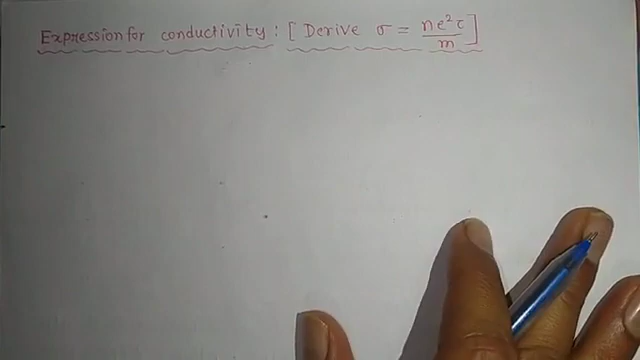 Expression for conductivity : [ Derive σ = ne²τ/m ]